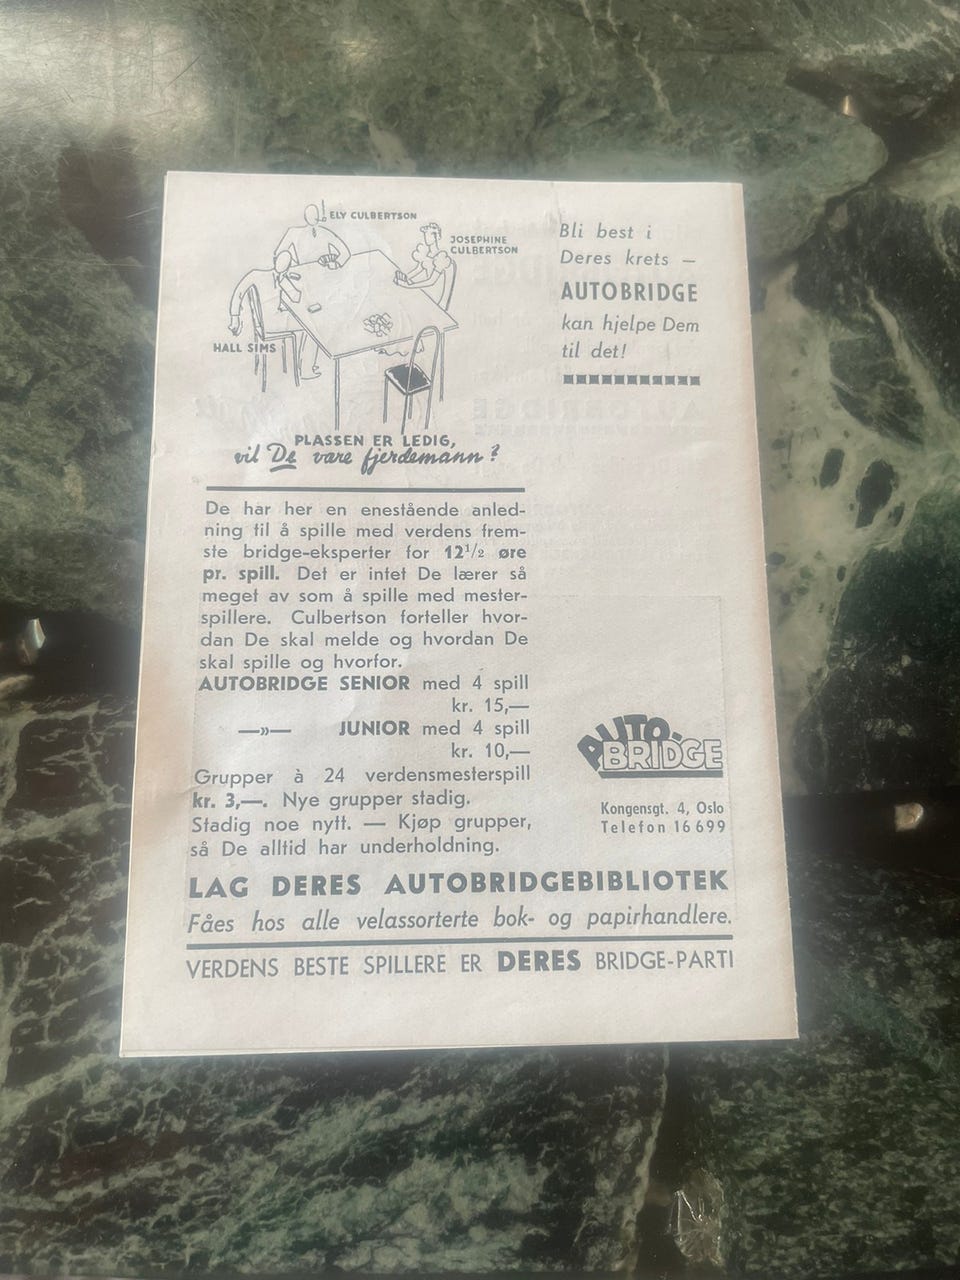 ELY CULBERTSON
JOSEPHINE
CULBERTSON
HALL SIMS
PLASSEN ER LEDIG,
vil De være fjerdemann?
Bli best i
Deres krets —
AUTOBRIDGE
kan hjelpe Dem
til det!
De har her en enestående anled-
ning til å spille med verdens frem-
ste bridge-eksperter for 12 1/2 øre
pr. spill. Det er intet De lærer så
meget av som å spille med mester-
spillere. Culbertson forteller hvor-
dan De skal melde og hvordan De
skal spille og hvorfor.
AUTOBRIDGE SENIOR med 4 spill
kr. 15,—
—»— JUNIOR med 4 spill
kr. 10,—
Grupper à 24 verdensmesterspill
kr. 3,—. Nye grupper stadig.
Stadig noe nytt. — Kjøp grupper,
så De alltid har underholdning.
AUTO-
BRIDGE
Kongensgt. 4, Oslo
Telefon 16 699
LAG DERES AUTOBRIDGEBIBLIOTEK
Fåes hos alle velassorterte bok- og papirhandlere.
VERDENS BESTE SPILLERE ER DERES BRIDGE-PARTI